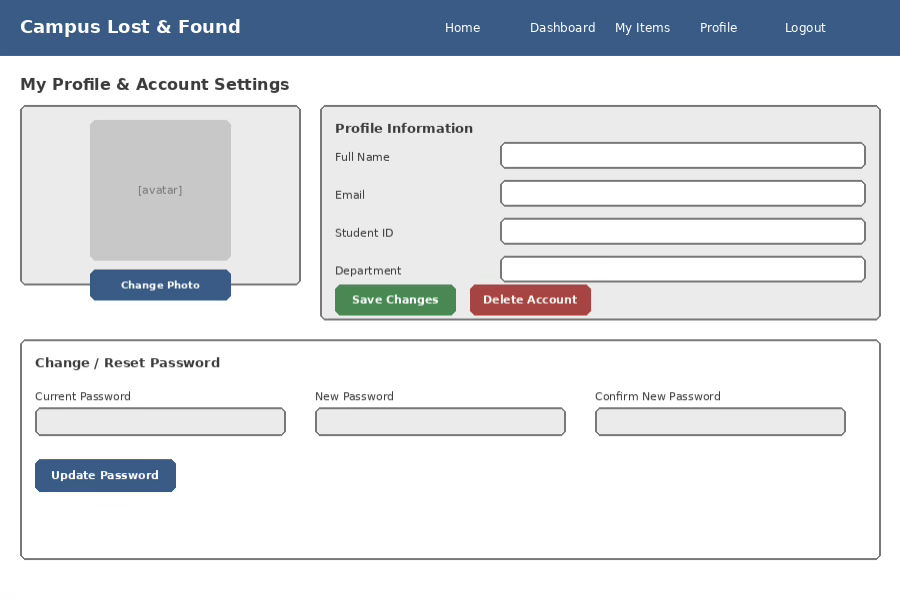 Campus Lost & Found
Home Dashboard My Items Profile Logout
My Profile & Account Settings
[avatar]
Change Photo
Profile Information
Full Name
Email
Student ID
Department
Save Changes Delete Account
Change / Reset Password
Current Password New Password Confirm New Password
Update Password